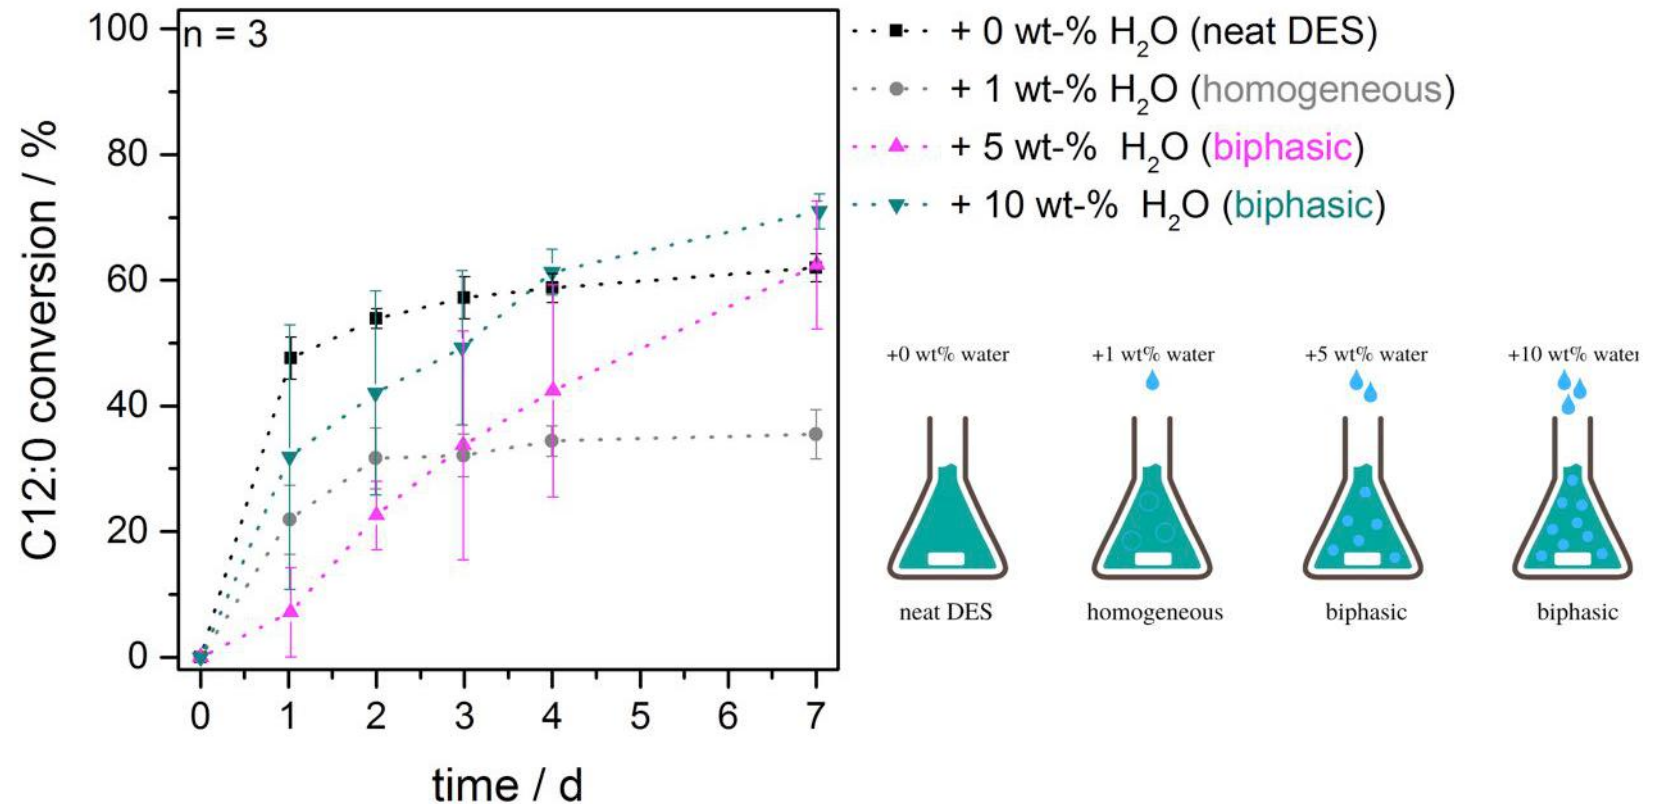 n = 3
100
80
60
40
20
0
C12:0 conversion / %
0 1 2 3 4 5 6 7
time / d
+ 0 wt-% H₂O (neat DES)
+ 1 wt-% H₂O (homogeneous)
+ 5 wt-% H₂O (biphasic)
+ 10 wt-% H₂O (biphasic)
+0 wt% water +1 wt% water +5 wt% water +10 wt% water
neat DES homogeneous biphasic biphasic